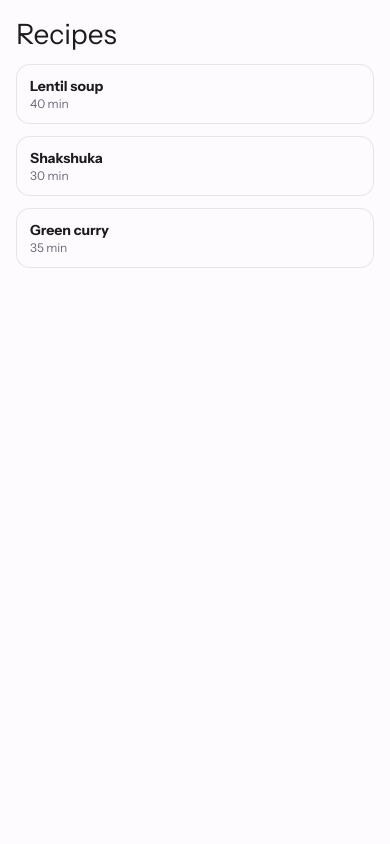 Recipes
Lentil soup
40 min
Shakshuka
30 min
Green curry
35 min